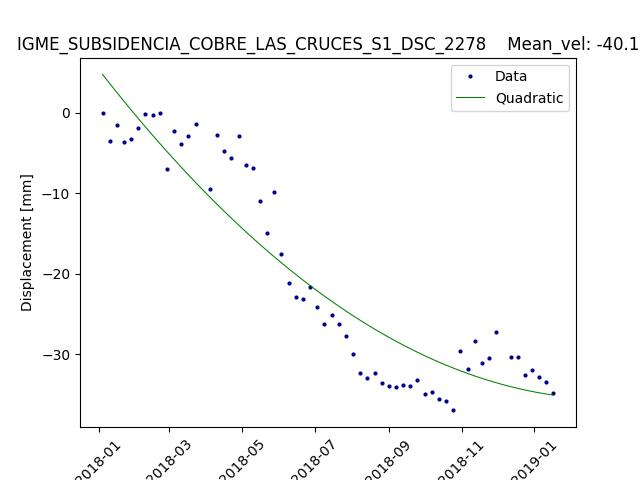 IGME_SUBSIDENCIA_COBRE_LAS_CRUCES_S1_DSC_2278    Mean_vel: -40.1
Data
Quadratic
0
−10
−20
−30
Displacement [mm]
2018-01 2018-03 2018-05 2018-07 2018-09 2018-11 2019-01